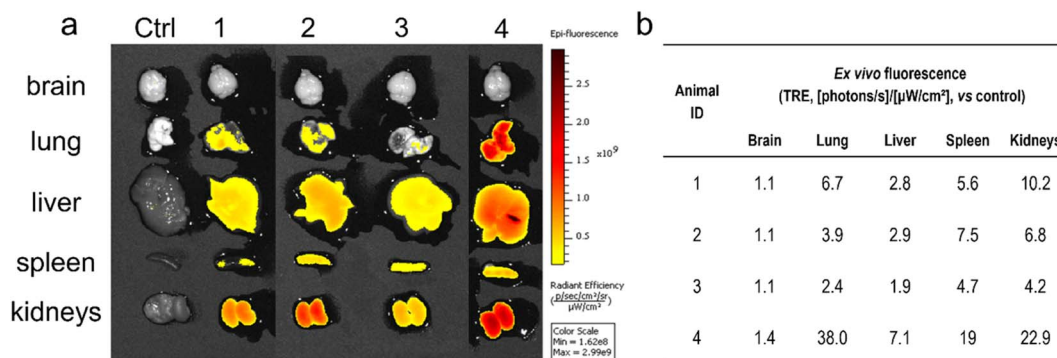 a
Ctrl 1 2 3 4
brain
lung
liver
spleen
kidneys
Epi-fluorescence
2.5
2.0
1.5
x10⁹
1.0
0.5
Radiant Efficiency
(p/sec/cm²/sr / µW/cm²)
Color Scale
Min = 1.62e8
Max = 2.99e9
b
Animal ID
Ex vivo fluorescence
(TRE, [photons/s]/[µW/cm²], vs control)
Brain Lung Liver Spleen Kidneys
1 1.1 6.7 2.8 5.6 10.2
2 1.1 3.9 2.9 7.5 6.8
3 1.1 2.4 1.9 4.7 4.2
4 1.4 38.0 7.1 19 22.9